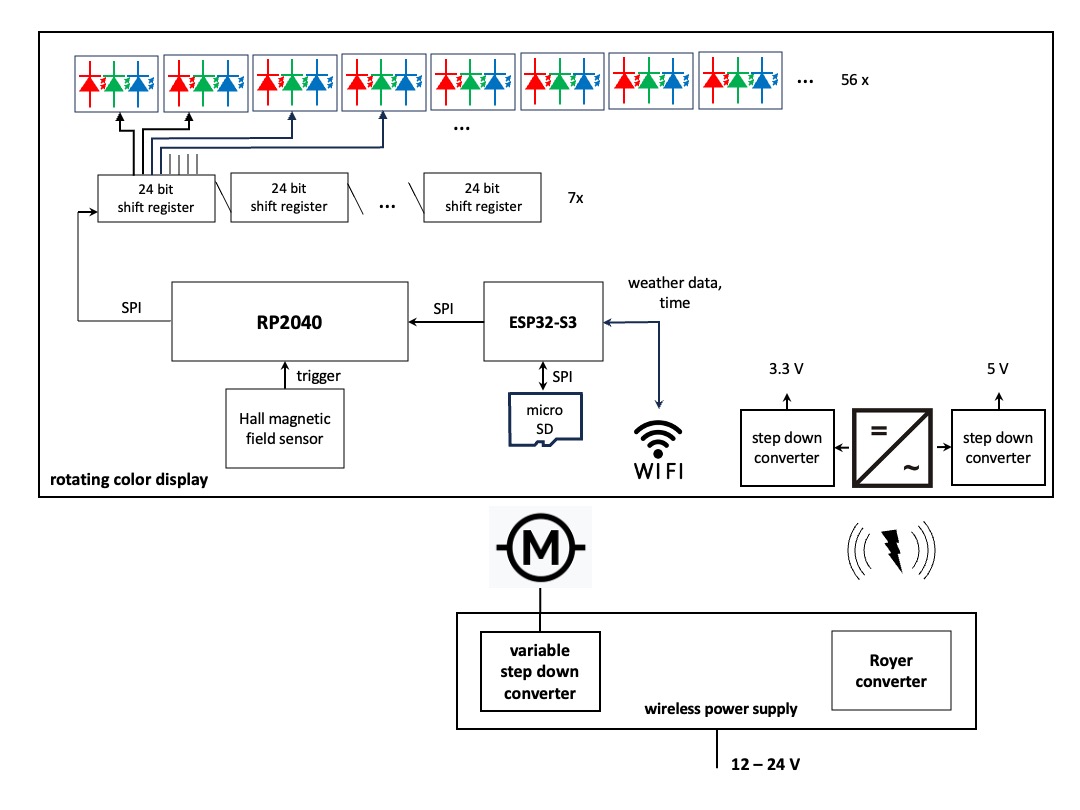 ... 56 x
...
24 bit
shift register
24 bit
shift register
...
24 bit
shift register
7x
SPI
RP2040
SPI
ESP32-S3
weather data,
time
trigger
SPI
Hall magnetic
field sensor
micro
SD
WIFI
3.3 V
5 V
step down
converter
=
~
step down
converter
rotating color display
M
variable
step down
converter
Royer
converter
wireless power supply
12 – 24 V